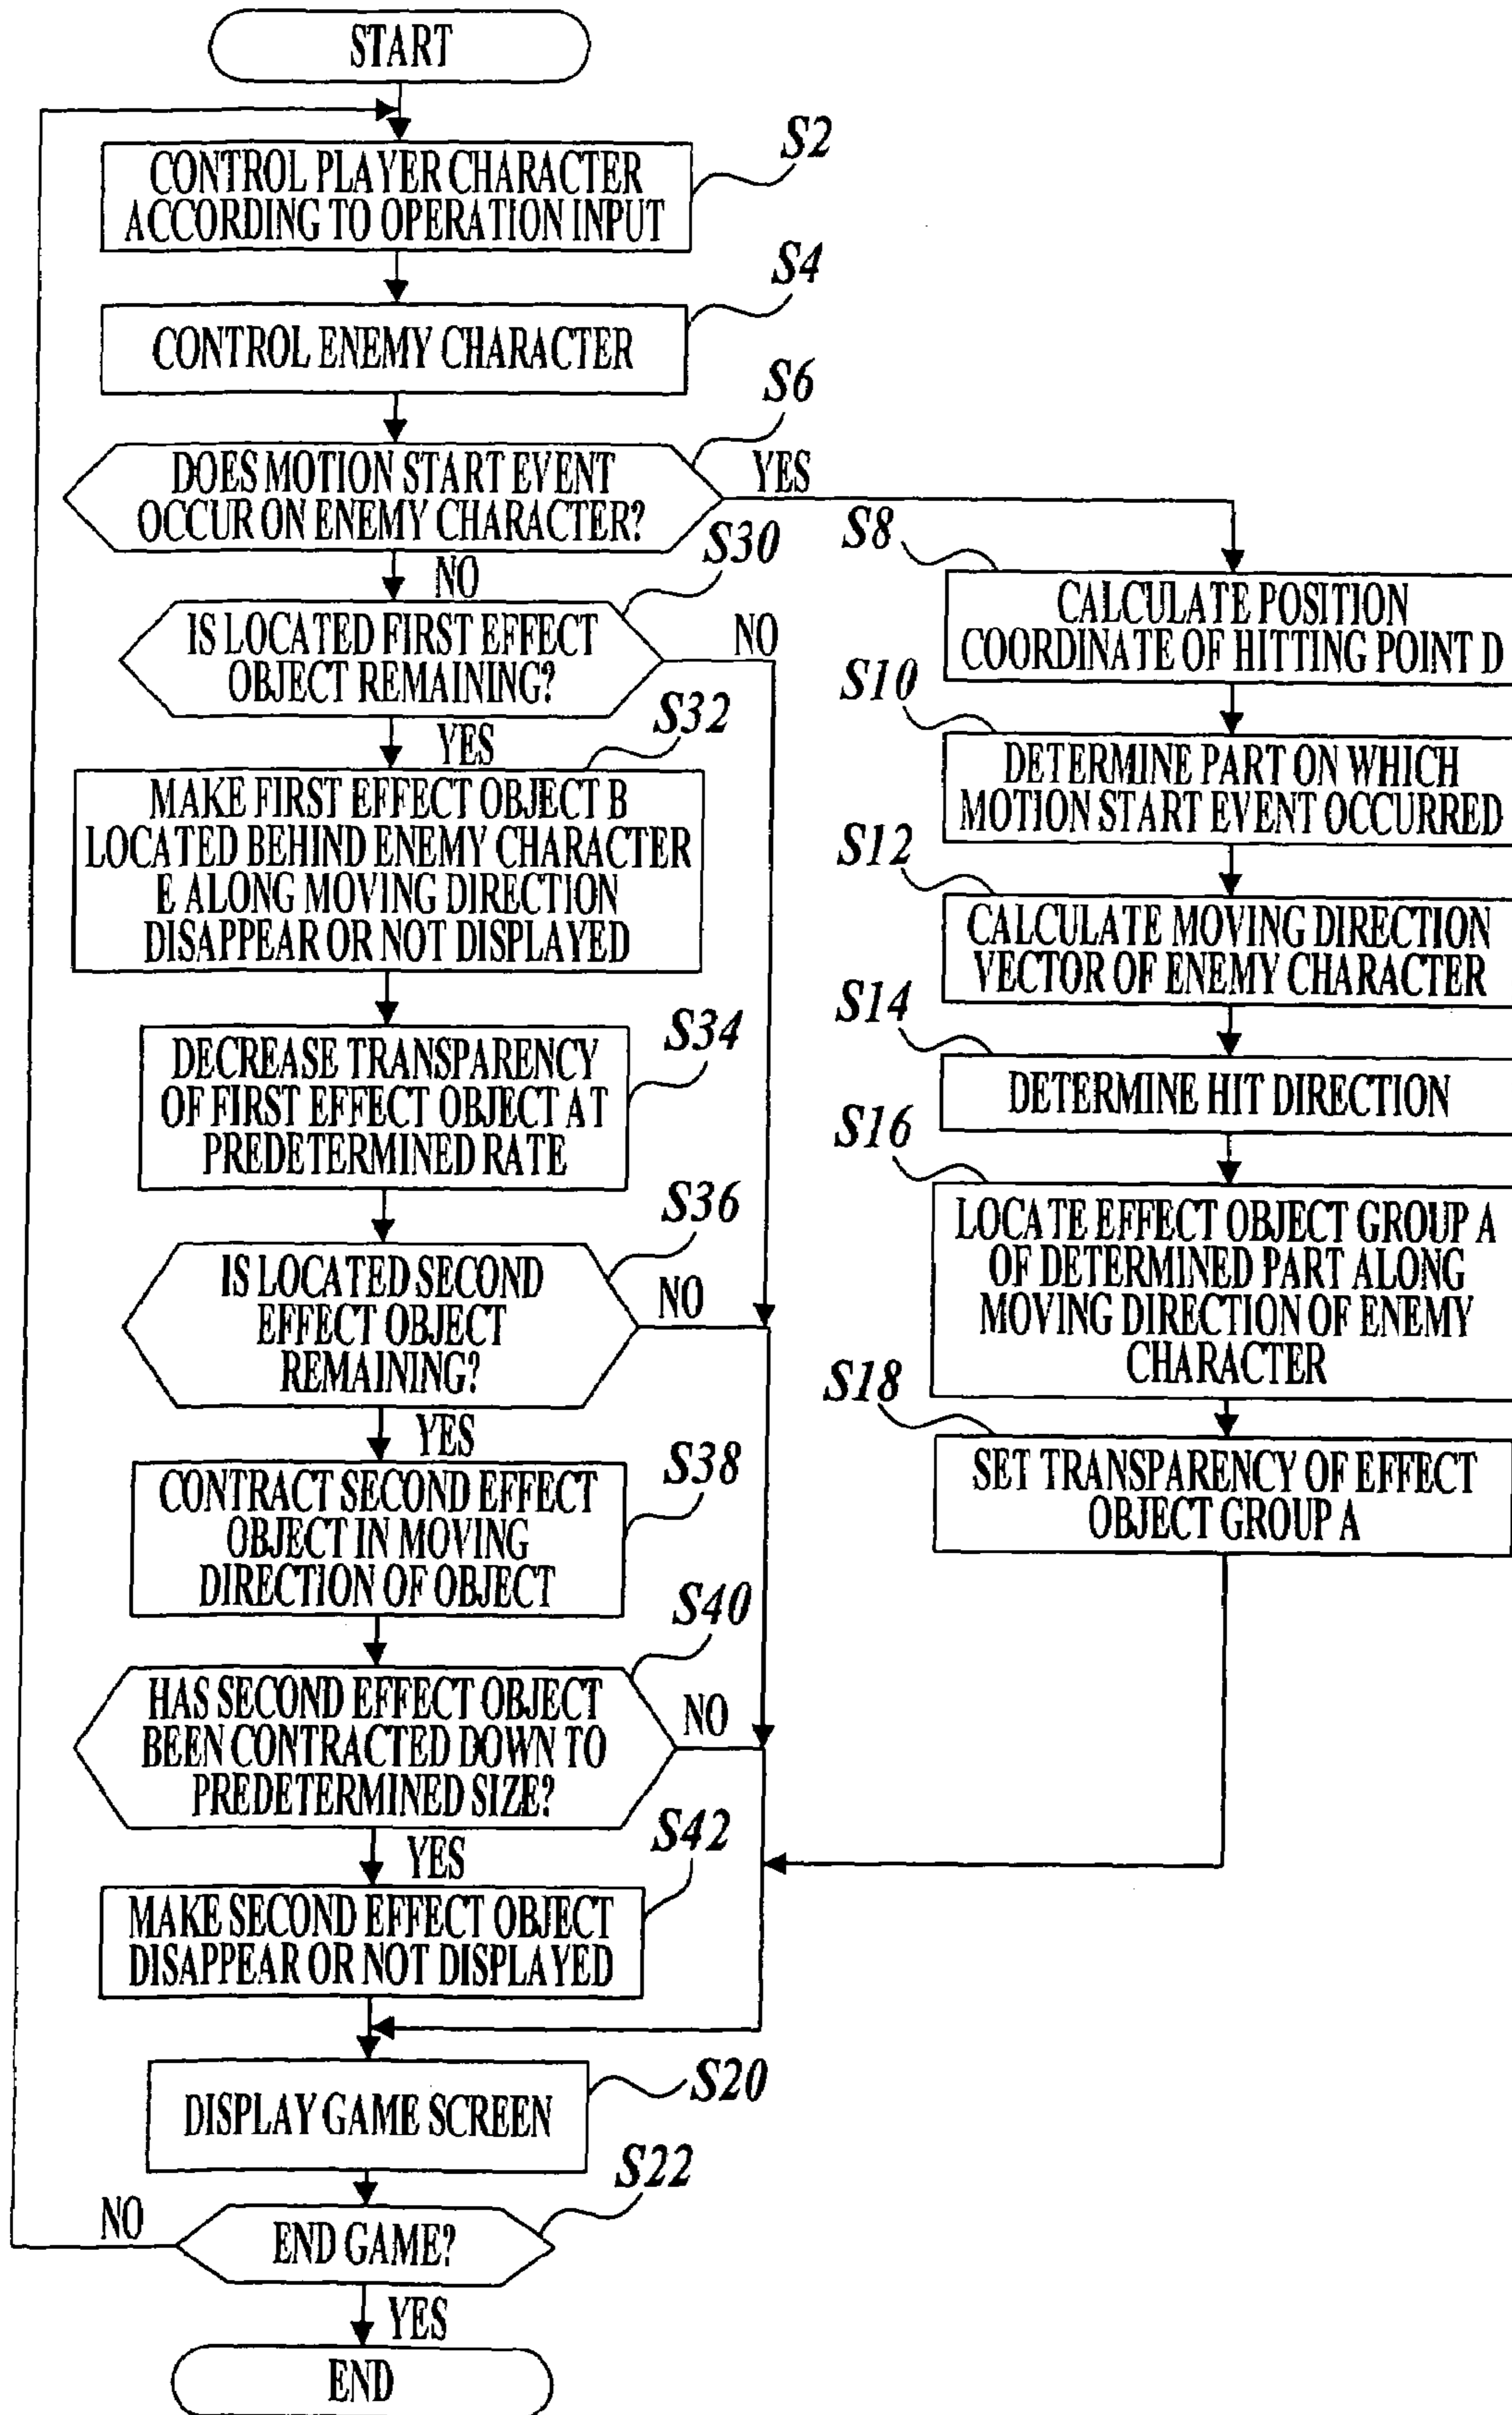 START
S2
CONTROL PLAYER CHARACTER
ACCORDING TO OPERATION INPUT
S4
CONTROL ENEMY CHARACTER
S6
DOES MOTION START EVENT
OCCUR ON ENEMY CHARACTER?
YES
NO
S30
IS LOCATED FIRST EFFECT
OBJECT REMAINING?
NO
YES
S32
MAKE FIRST EFFECT OBJECT B
LOCATED BEHIND ENEMY CHARACTER
E ALONG MOVING DIRECTION
DISAPPEAR OR NOT DISPLAYED
S34
DECREASE TRANSPARENCY
OF FIRST EFFECT OBJECT AT
PREDETERMINED RATE
S36
IS LOCATED SECOND
EFFECT OBJECT
REMAINING?
NO
YES
S38
CONTRACT SECOND EFFECT
OBJECT IN MOVING
DIRECTION OF OBJECT
S40
HAS SECOND EFFECT OBJECT
BEEN CONTRACTED DOWN TO
PREDETERMINED SIZE?
NO
YES
S42
MAKE SECOND EFFECT OBJECT
DISAPPEAR OR NOT DISPLAYED
S8
CALCULATE POSITION
COORDINATE OF HITTING POINT D
S10
DETERMINE PART ON WHICH
MOTION START EVENT OCCURRED
S12
CALCULATE MOVING DIRECTION
VECTOR OF ENEMY CHARACTER
S14
DETERMINE HIT DIRECTION
S16
LOCATE EFFECT OBJECT GROUP A
OF DETERMINED PART ALONG
MOVING DIRECTION OF ENEMY
CHARACTER
S18
SET TRANSPARENCY OF EFFECT
OBJECT GROUP A
S20
DISPLAY GAME SCREEN
S22
END GAME?
NO
YES
END